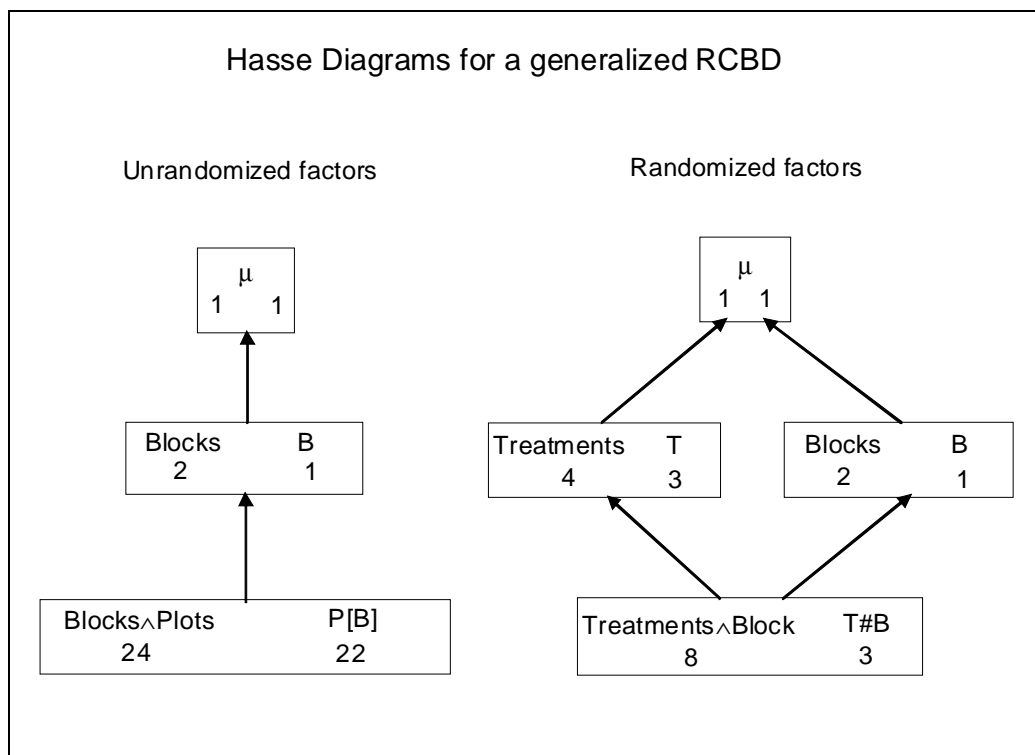 Hasse Diagrams for a generalized RCBD
Unrandomized factors
Randomized factors
μ
1 1
μ
1 1
Blocks B
2 1
Treatments T
4 3
Blocks B
2 1
Blocks∧Plots P[B]
24 22
Treatments∧Block T#B
8 3